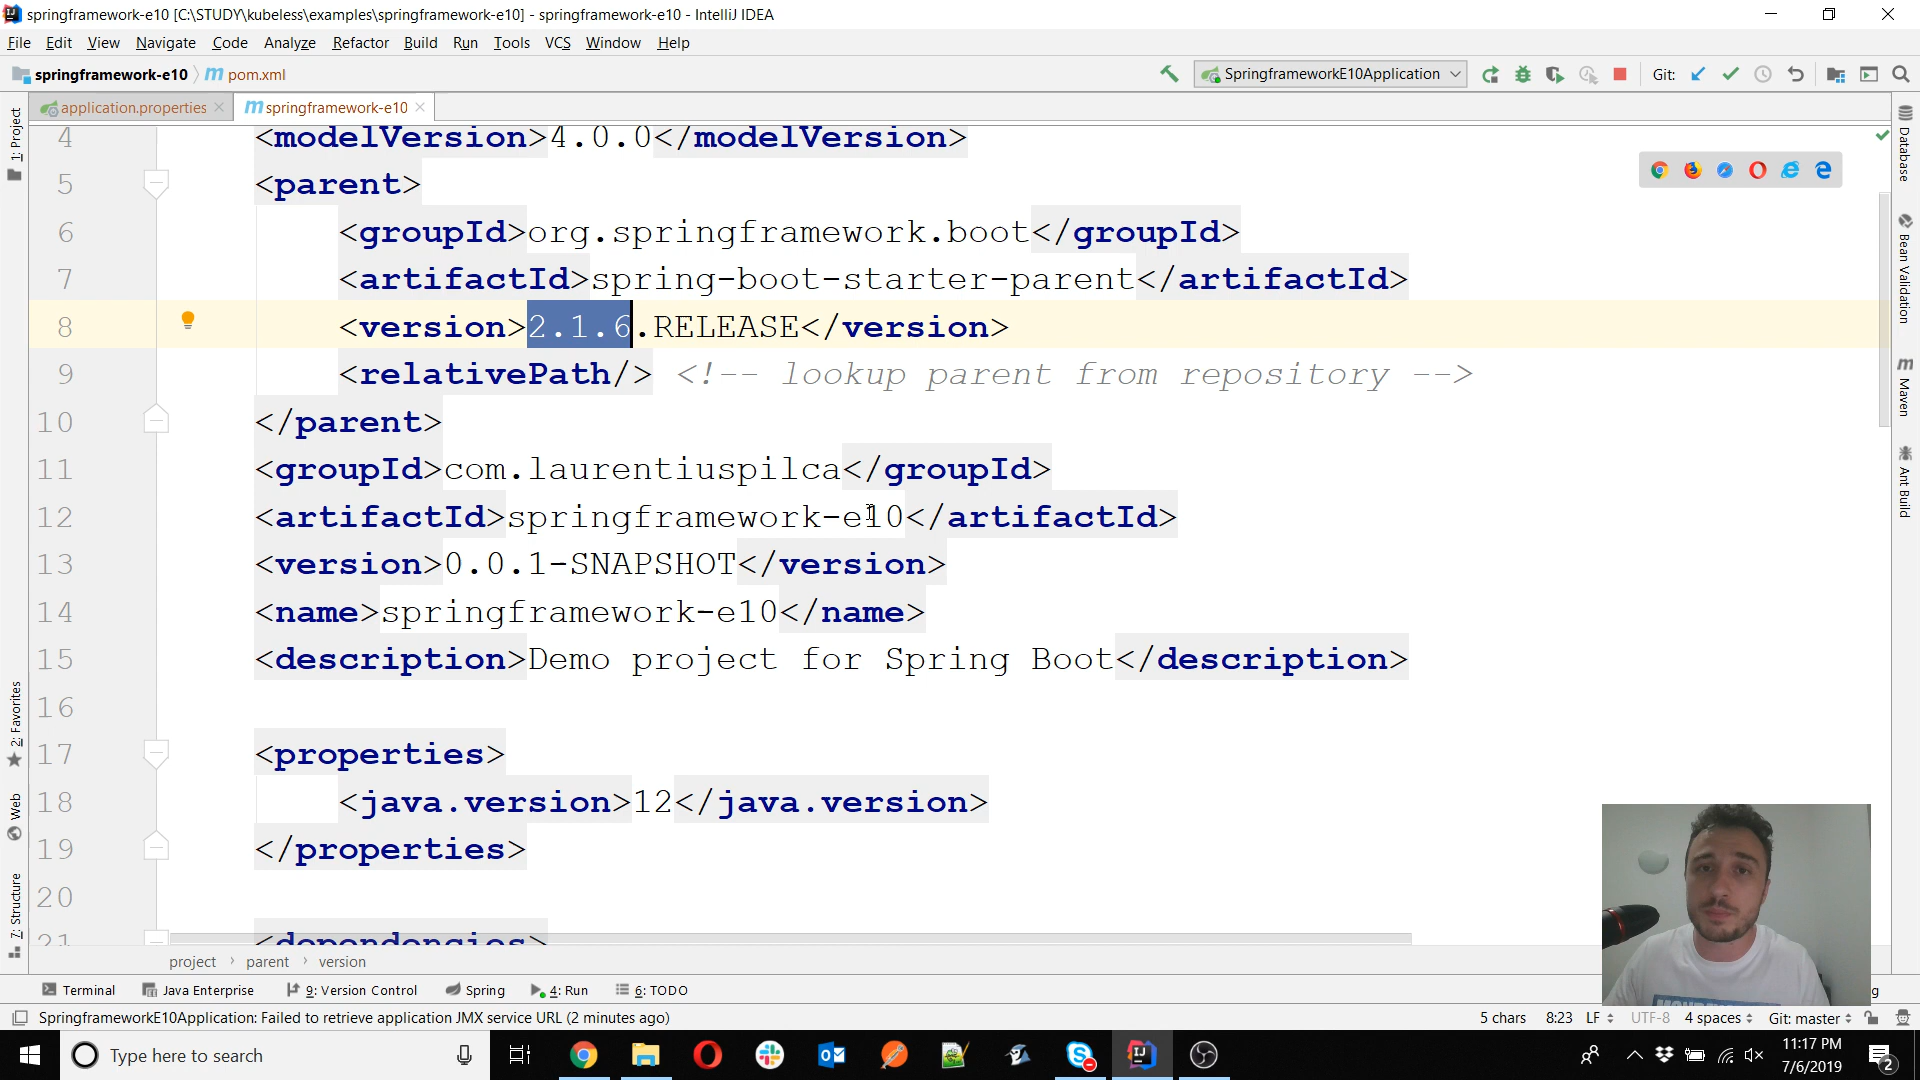 springframework-e10 [C:\STUDY\kubeless\examples\springframework-e10] - springframework-e10 - IntelliJ IDEA
File Edit View Navigate Code Analyze Refactor Build Run Tools VCS Window Help
springframework-e10 pom.xml SpringframeworkE10Application Git:
application.properties springframework-e10
1: Project
2: Favorites
Web
7: Structure
4 <modelVersion>4.0.0</modelVersion>
5 <parent>
6 <groupId>org.springframework.boot</groupId>
7 <artifactId>spring-boot-starter-parent</artifactId>
8 <version>2.1.6.RELEASE</version>
9 <relativePath/> <!-- lookup parent from repository -->
10 </parent>
11 <groupId>com.laurentiuspilca</groupId>
12 <artifactId>springframework-e10</artifactId>
13 <version>0.0.1-SNAPSHOT</version>
14 <name>springframework-e10</name>
15 <description>Demo project for Spring Boot</description>
16
17 <properties>
18 <java.version>12</java.version>
19 </properties>
20
21 <dependencies>
Database
Bean Validation
Maven
Ant Build
project parent version
Terminal Java Enterprise 9: Version Control Spring 4: Run 6: TODO
SpringframeworkE10Application: Failed to retrieve application JMX service URL (2 minutes ago) 5 chars 8:23 LF UTF-8 4 spaces Git: master
Type here to search
11:17 PM
7/6/2019
2